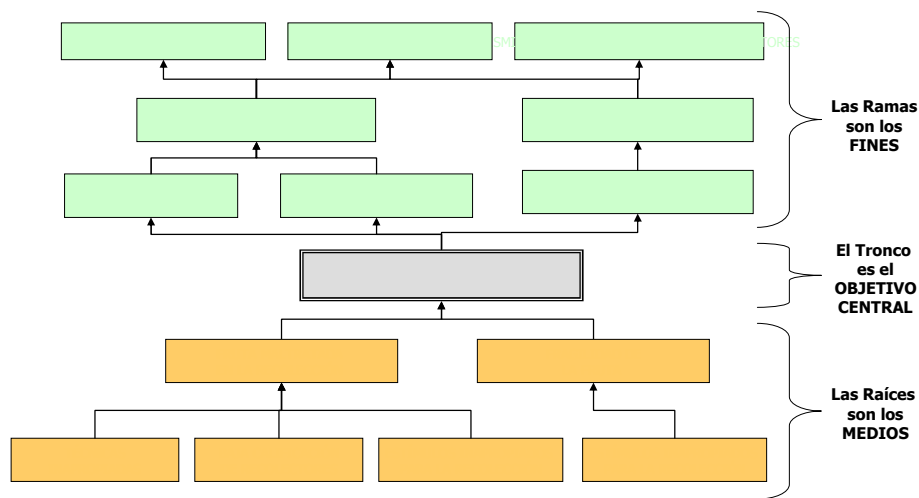 Las Ramas
son los
FINES
El Tronco
es el
OBJETIVO
CENTRAL
Las Raíces
son los
MEDIOS